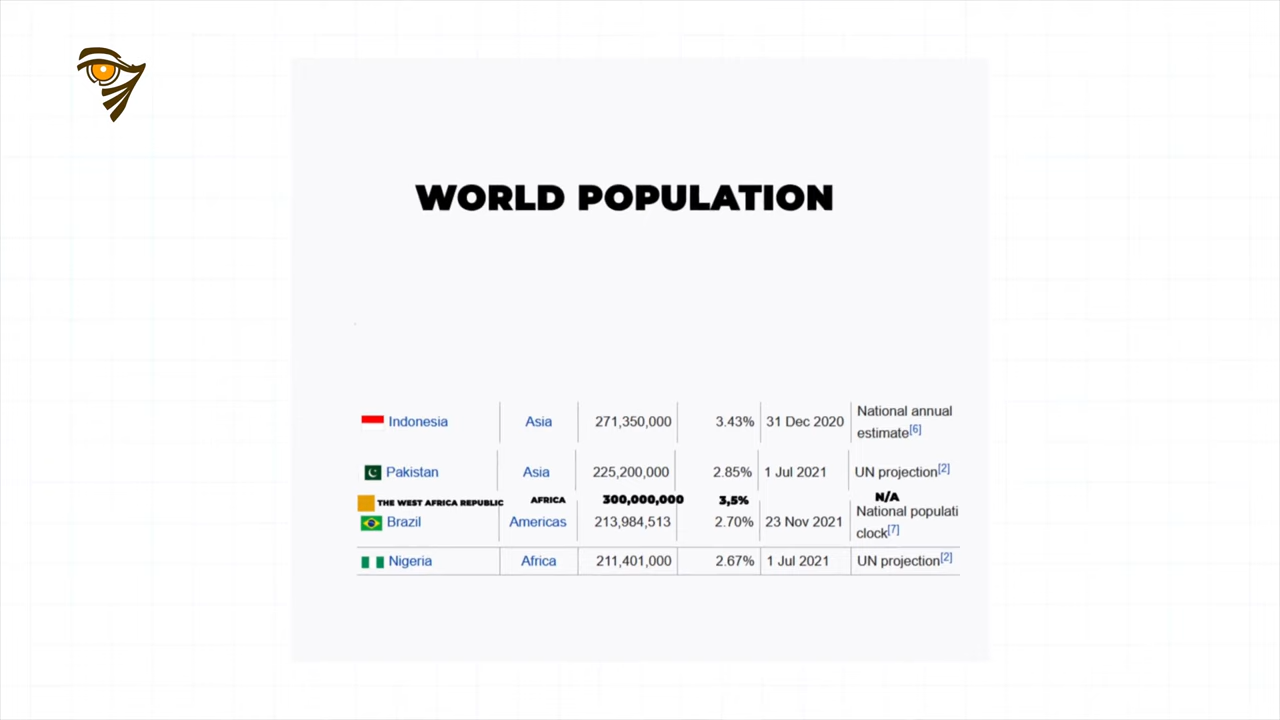 WORLD POPULATION
Indonesia Asia 271,350,000 3.43% 31 Dec 2020 National annual
estimate[6]
Pakistan Asia 225,200,000 2.85% 1 Jul 2021 UN projection[2]
THE WEST AFRICA REPUBLIC AFRICA 300,000,000 3,5% N/A
Brazil Americas 213,984,513 2.70% 23 Nov 2021 National populati
clock[7]
Nigeria Africa 211,401,000 2.67% 1 Jul 2021 UN projection[2]